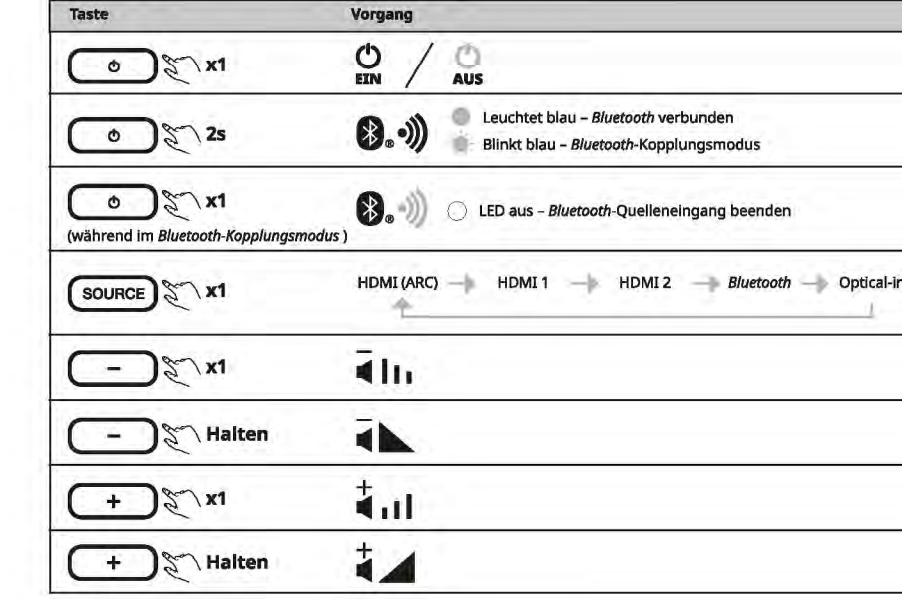 Taste Vorgang
x1 EIN / AUS
2s Leuchtet blau – Bluetooth verbunden
Blinkt blau – Bluetooth-Kopplungsmodus
x1 LED aus – Bluetooth-Quelleneingang beenden
(während im Bluetooth-Kopplungsmodus )
SOURCE x1 HDMI (ARC) HDMI 1 HDMI 2 Bluetooth Optical-in
– x1
– Halten
+ x1
+ Halten